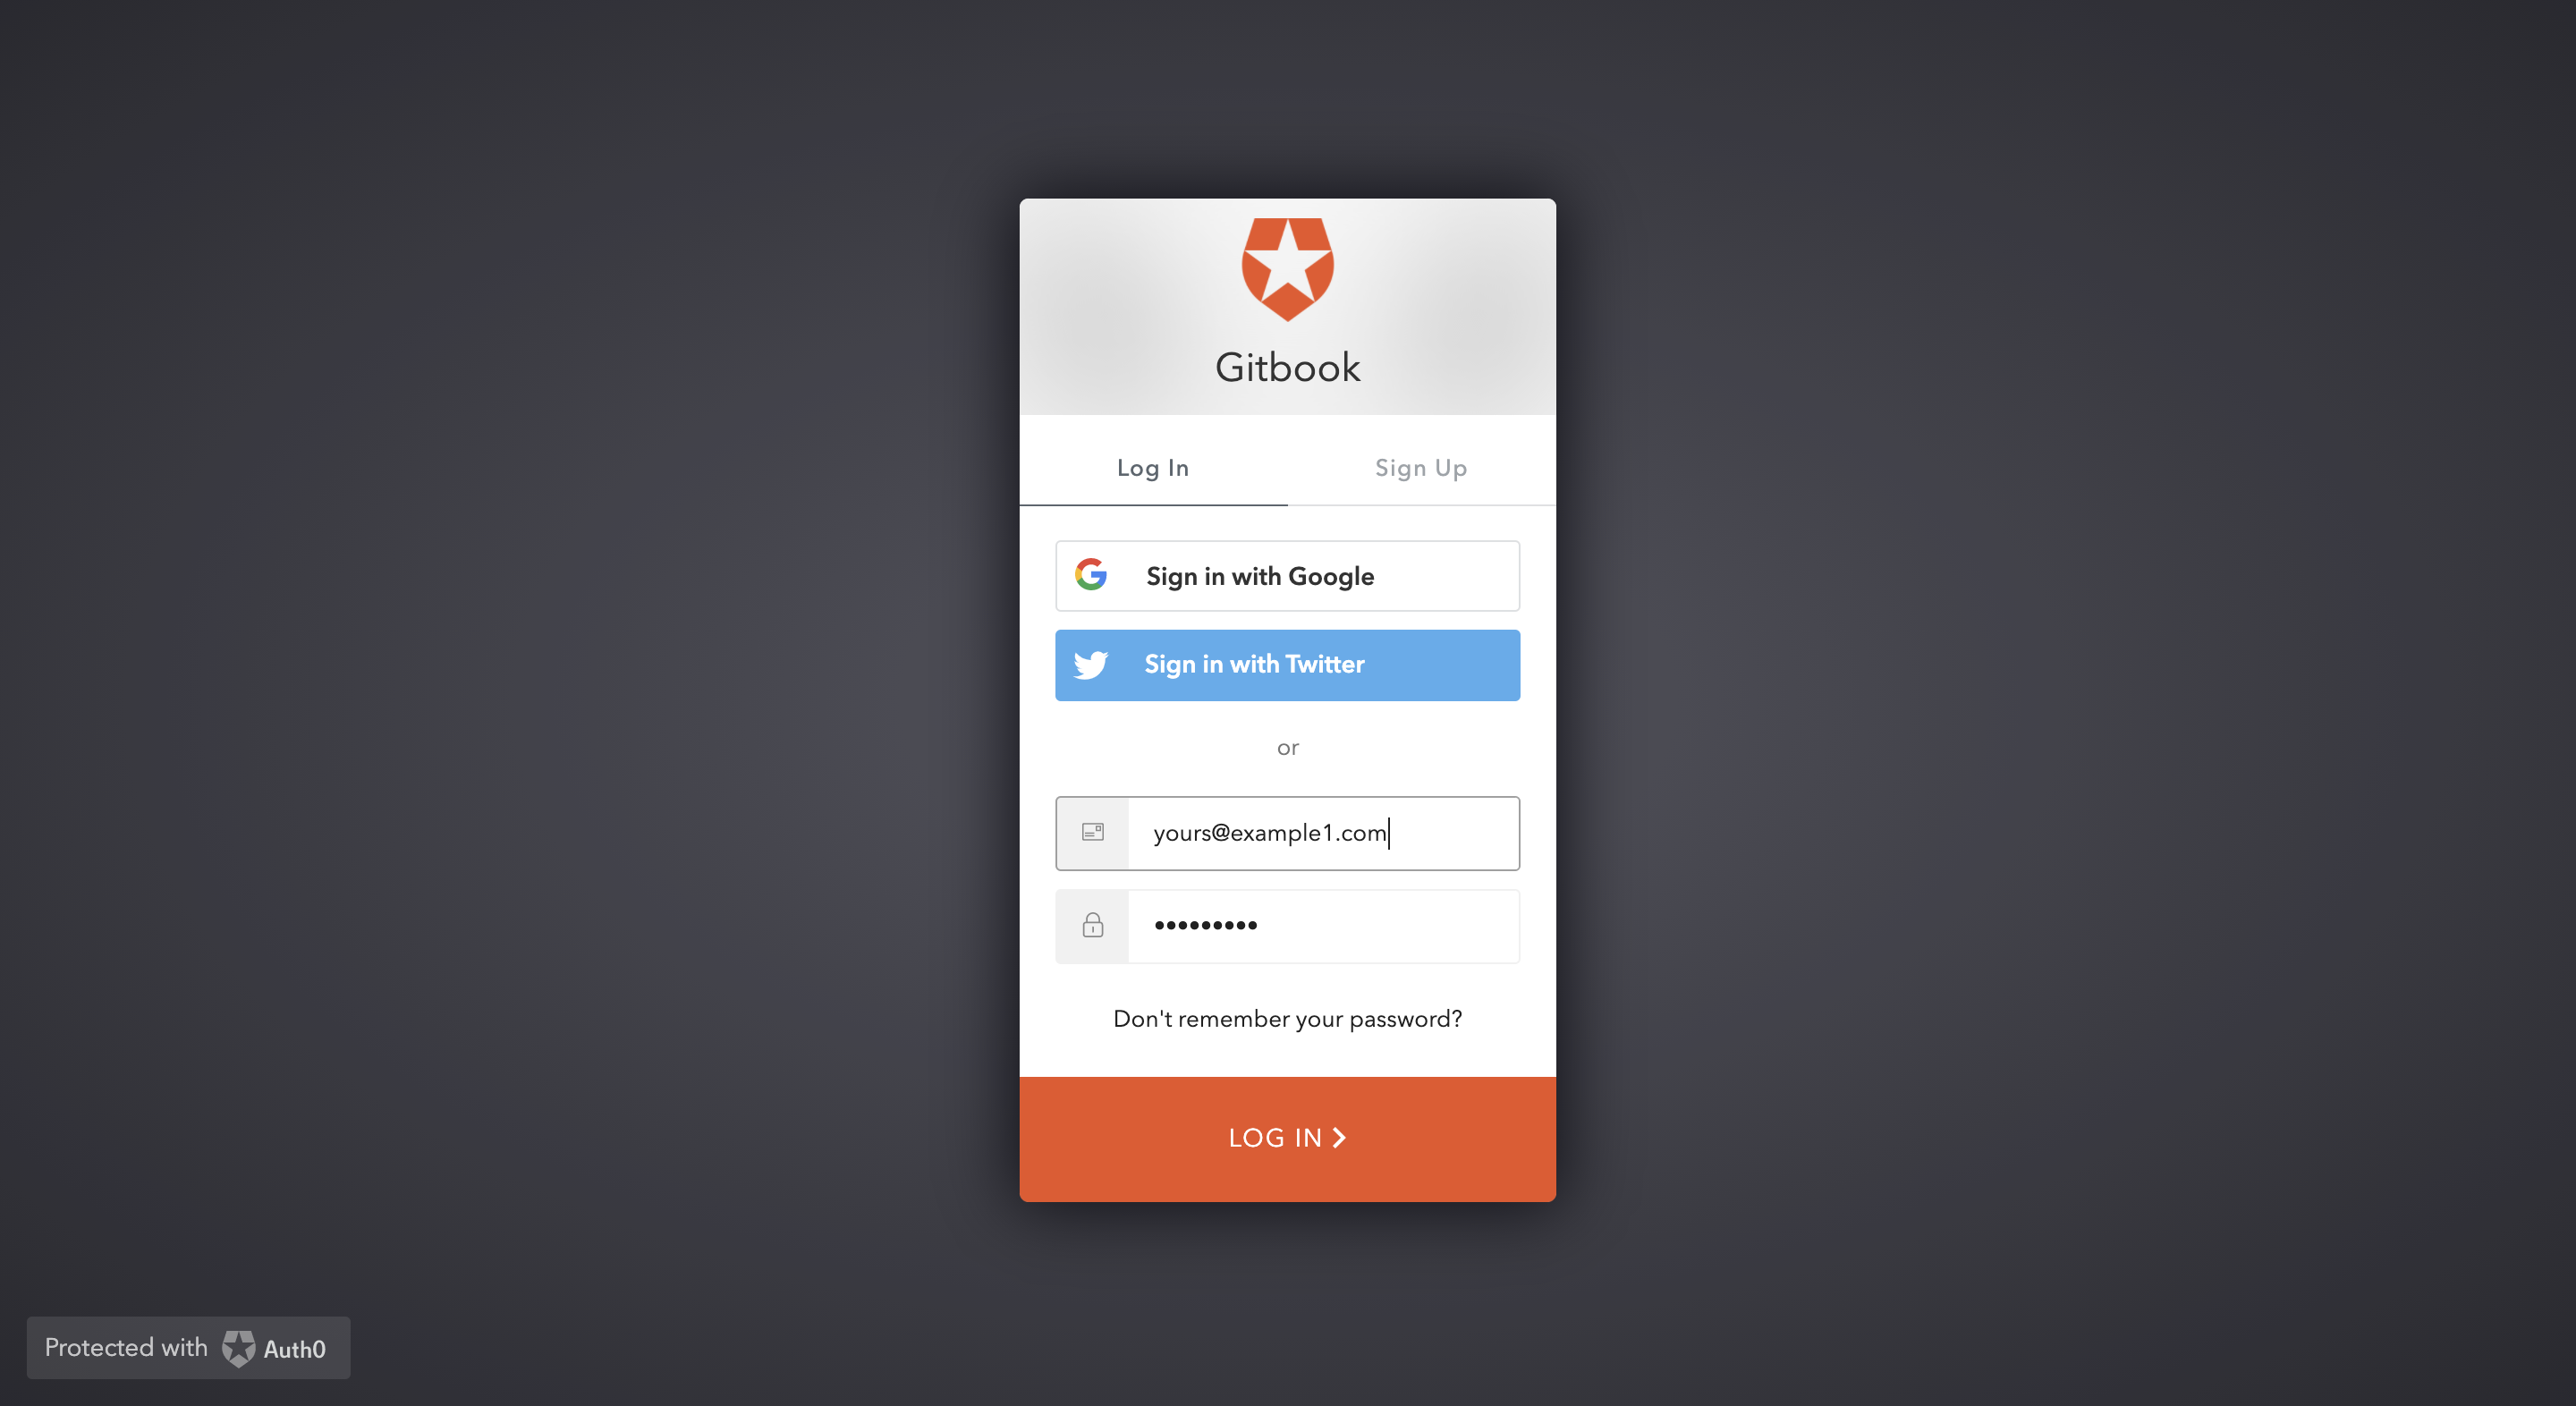 Gitbook
Log In
Sign Up
Sign in with Google
Sign in with Twitter
or
yours@example1.com
•••••••••
Don't remember your password?
LOG IN
Protected with Auth0